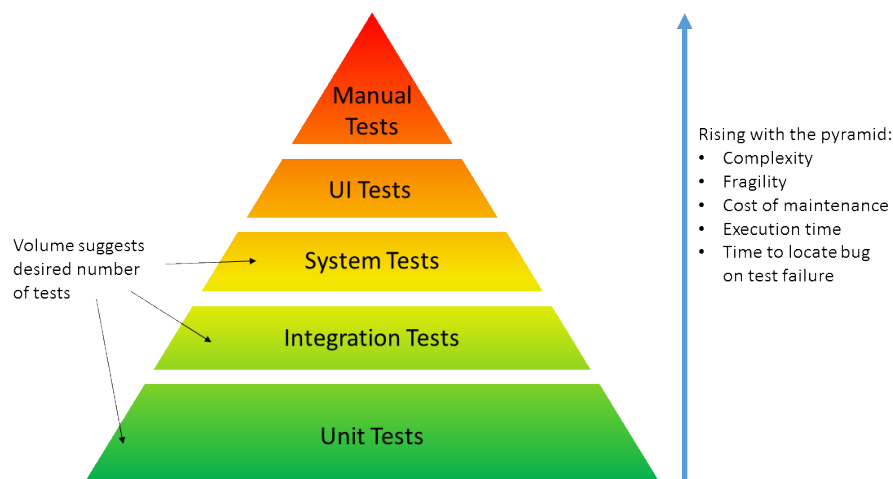 Manual
Tests
UI Tests
System Tests
Integration Tests
Unit Tests
Volume suggests
desired number
of tests
Rising with the pyramid:
• Complexity
• Fragility
• Cost of maintenance
• Execution time
• Time to locate bug
on test failure